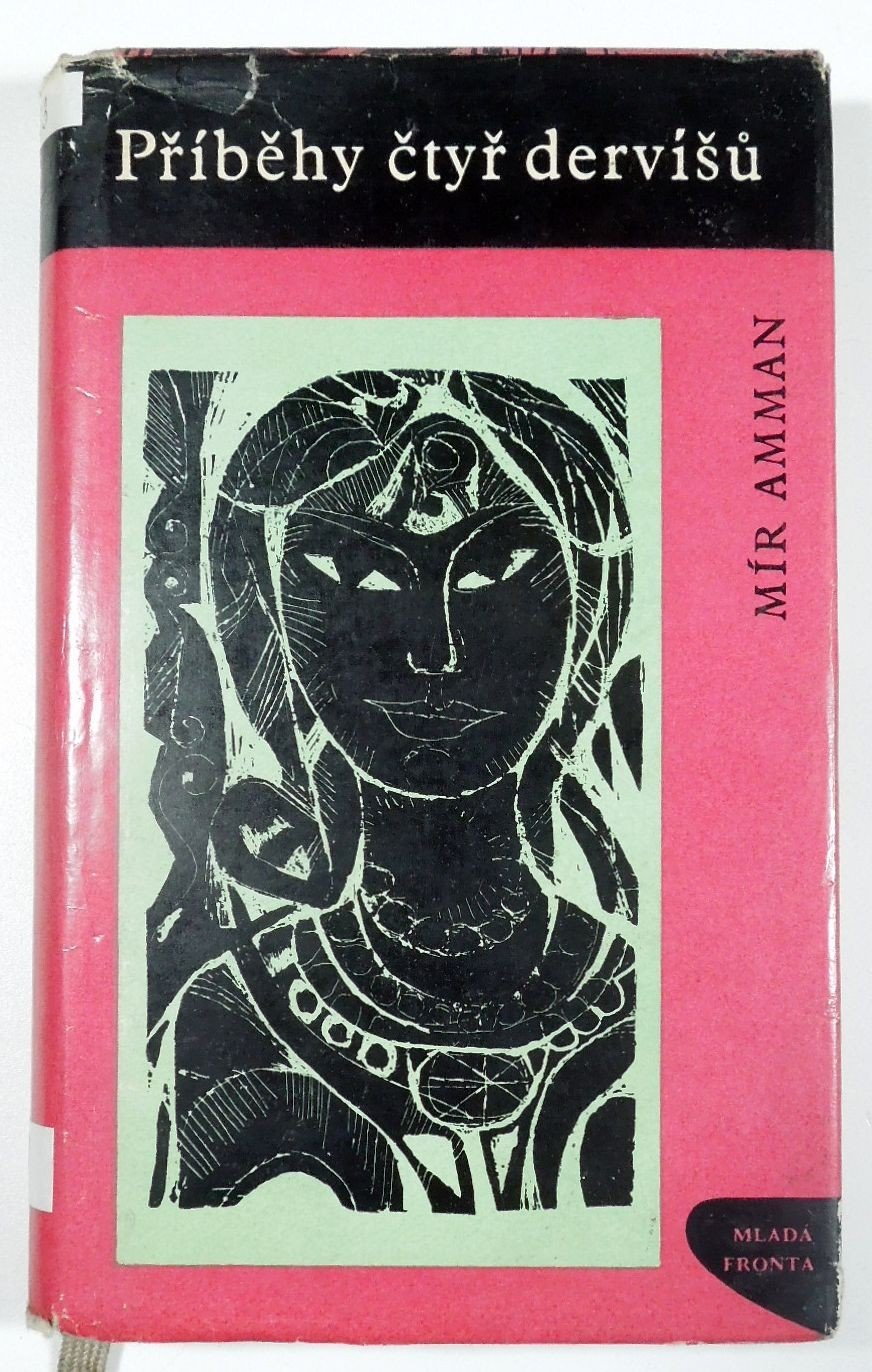 Příběhy čtyř dervíšů
MÍR AMMAN
MLADÁ
FRONTA